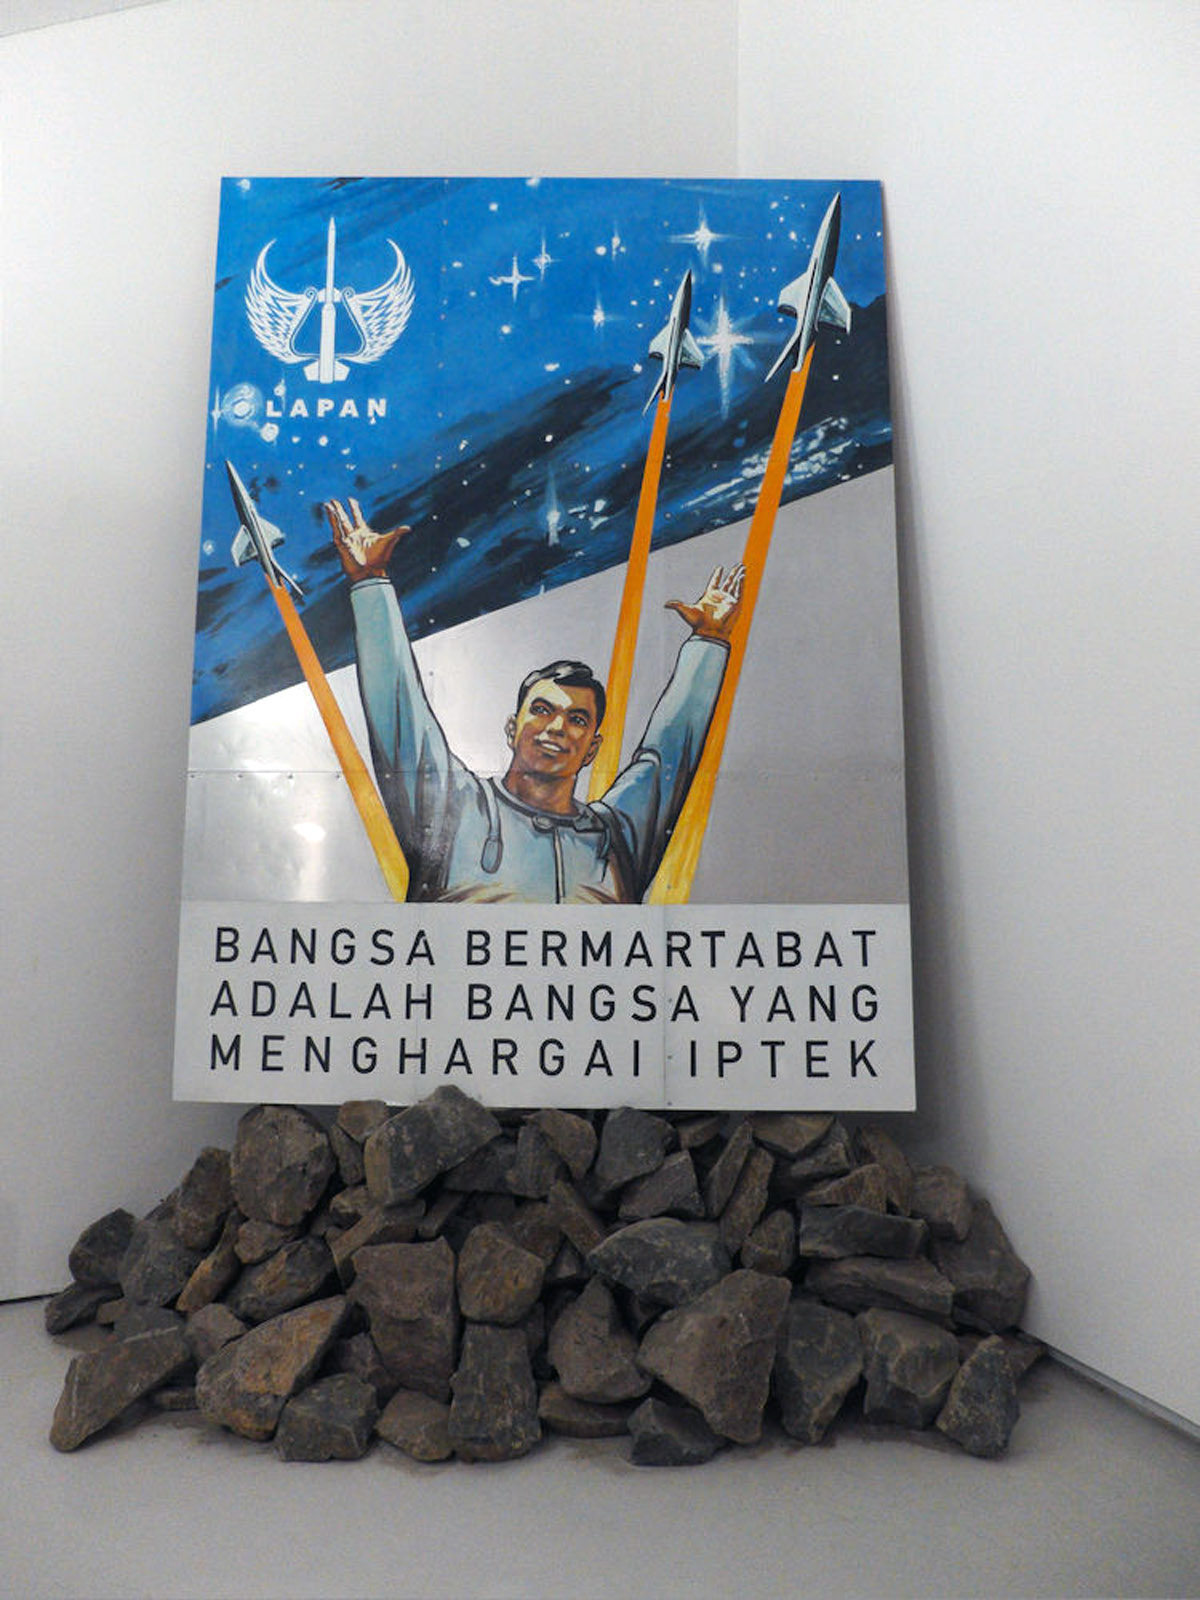 LAPAN
BANGSA BERMARTABAT
ADALAH BANGSA YANG
MENGHARGAI IPTEK